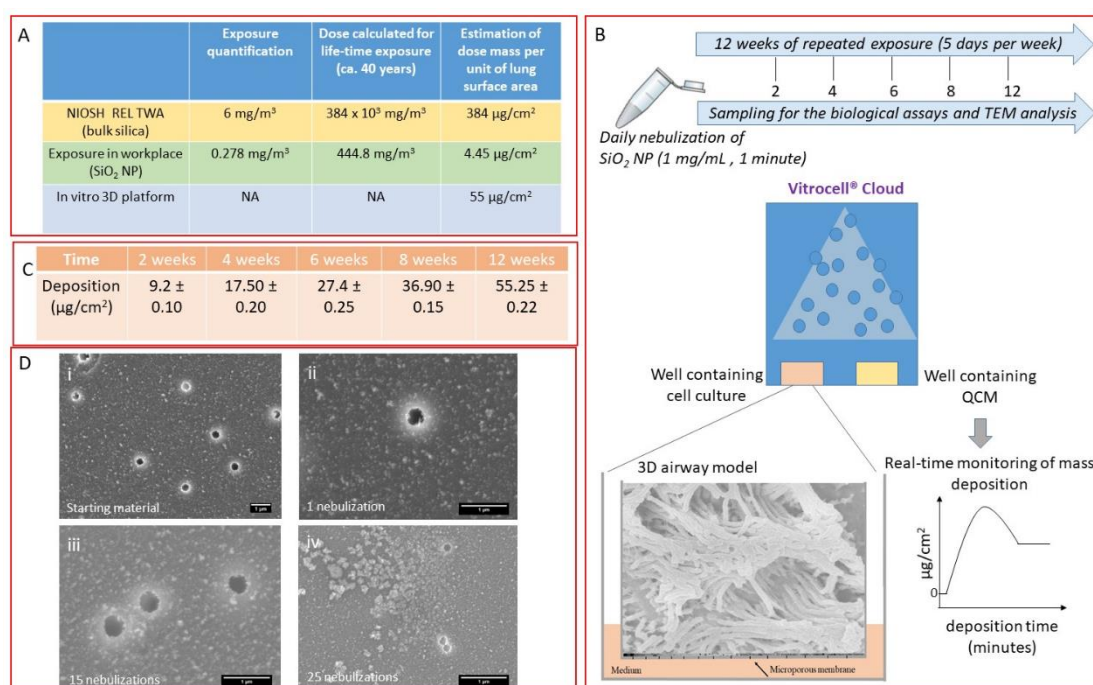 A
Exposure quantification
Dose calculated for life-time exposure (ca. 40 years)
Estimation of dose mass per unit of lung surface area
NIOSH REL TWA (bulk silica)
6 mg/m³
384 x 10³ mg/m³
384 µg/cm²
Exposure in workplace (SiO₂ NP)
0.278 mg/m³
444.8 mg/m³
4.45 µg/cm²
In vitro 3D platform
NA
NA
55 µg/cm²
B
12 weeks of repeated exposure (5 days per week)
2 4 6 8 12
Sampling for the biological assays and TEM analysis
Daily nebulization of
SiO₂ NP (1 mg/mL , 1 minute)
Vitrocell® Cloud
Well containing
cell culture
Well containing
QCM
3D airway model
Medium
Microporous membrane
Real-time monitoring of mass
deposition
µg/cm²
0
deposition time
(minutes)
C
Time 2 weeks 4 weeks 6 weeks 8 weeks 12 weeks
Deposition (µg/cm²)
9.2 ± 0.10
17.50 ± 0.20
27.4 ± 0.25
36.90 ± 0.15
55.25 ± 0.22
D
i
Starting material
1 µm
ii
1 nebulization
1 µm
iii
15 nebulizations
1 µm
iv
25 nebulizations
1 µm